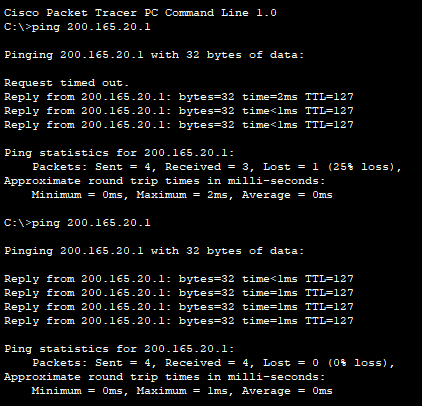 Cisco Packet Tracer PC Command Line 1.0
C:\>ping 200.165.20.1
Pinging 200.165.20.1 with 32 bytes of data:
Request timed out.
Reply from 200.165.20.1: bytes=32 time=2ms TTL=127
Reply from 200.165.20.1: bytes=32 time<1ms TTL=127
Reply from 200.165.20.1: bytes=32 time<1ms TTL=127
Ping statistics for 200.165.20.1:
Packets: Sent = 4, Received = 3, Lost = 1 (25% loss),
Approximate round trip times in milli-seconds:
Minimum = 0ms, Maximum = 2ms, Average = 0ms
C:\>ping 200.165.20.1
Pinging 200.165.20.1 with 32 bytes of data:
Reply from 200.165.20.1: bytes=32 time<1ms TTL=127
Reply from 200.165.20.1: bytes=32 time=1ms TTL=127
Reply from 200.165.20.1: bytes=32 time=1ms TTL=127
Reply from 200.165.20.1: bytes=32 time=1ms TTL=127
Ping statistics for 200.165.20.1:
Packets: Sent = 4, Received = 4, Lost = 0 (0% loss),
Approximate round trip times in milli-seconds:
Minimum = 0ms, Maximum = 1ms, Average = 0ms